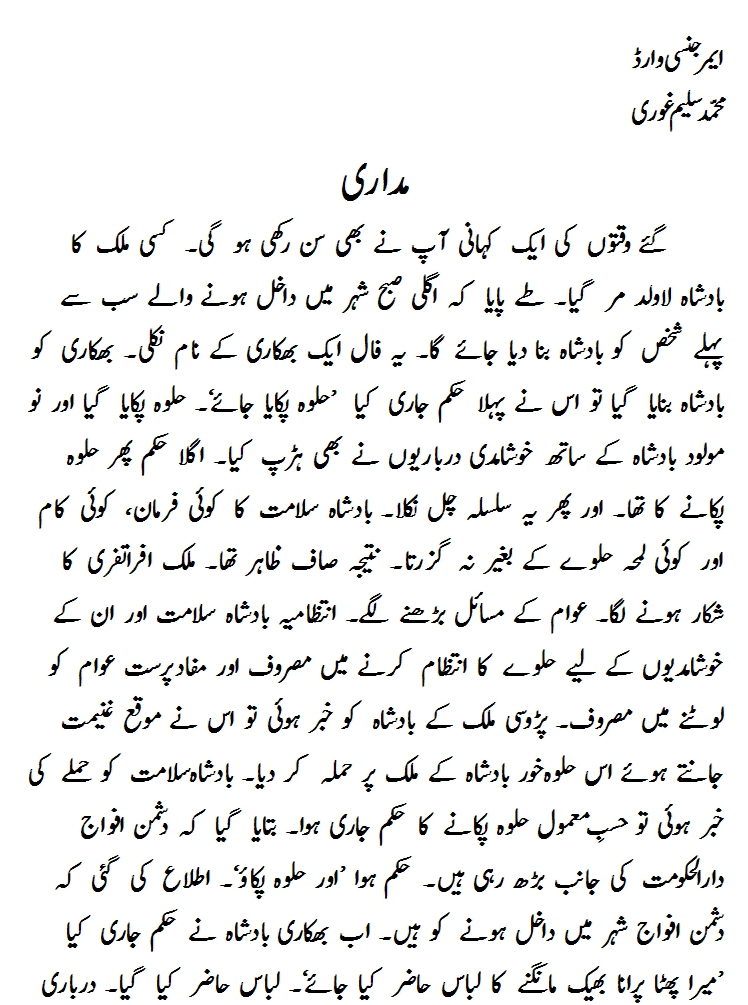 ایمرجنسی وارڈ
محمّد سلیم غوری
مداری
گئے وقتوں کی ایک کہانی آپ نے بھی سن رکھی ہو گی۔ کسی ملک کا
بادشاہ لاولد مر گیا۔ طے پایا کہ اگلی صبح شہر میں داخل ہونے والے سب سے
پہلے شخص کو بادشاہ بنا دیا جائے گا۔ یہ فال ایک بھکاری کے نام نکلی۔ بھکاری کو
بادشاہ بنایا گیا تو اس نے پہلا حکم جاری کیا ’حلوہ پکایا جائے‘۔ حلوہ پکایا گیا اور نو
مولود بادشاہ کے ساتھ خوشامدی درباریوں نے بھی ہڑپ کیا۔ اگلا حکم پھر حلوہ
پکانے کا تھا۔ اور پھر یہ سلسلہ چل نکلا۔ بادشاہ سلامت کا کوئی فرمان، کوئی کام
اور کوئی لمحہ حلوے کے بغیر نہ گزرتا۔ نتیجہ صاف ظاہر تھا۔ ملک افراتفری کا
شکار ہونے لگا۔ عوام کے مسائل بڑھنے لگے۔ انتظامیہ بادشاہ سلامت اور ان کے
خوشامدیوں کے لیے حلوے کا انتظام کرنے میں مصروف اور مفادپرست عوام کو
لوٹنے میں مصروف۔ پڑوسی ملک کے بادشاہ کو خبر ہوئی تو اس نے موقع غنیمت
جانتے ہوئے اس حلوہ‌خور بادشاہ کے ملک پر حملہ کر دیا۔ بادشاہ‌سلامت کو حملے کی
خبر ہوئی تو حسبِ‌معمول حلوہ پکانے کا حکم جاری ہوا۔ بتایا گیا کہ دشمن افواج
دارالحکومت کی جانب بڑھ رہی ہیں۔ حکم ہوا ’اور حلوہ پکاؤ‘۔ اطلاع کی گئی کہ
دشمن افواج شہر میں داخل ہونے کو ہیں۔ اب بھکاری بادشاہ نے حکم جاری کیا
’میرا پھٹا پرانا بھیک مانگنے کا لباس حاضر کیا جائے‘۔ لباس حاضر کیا گیا۔ درباری